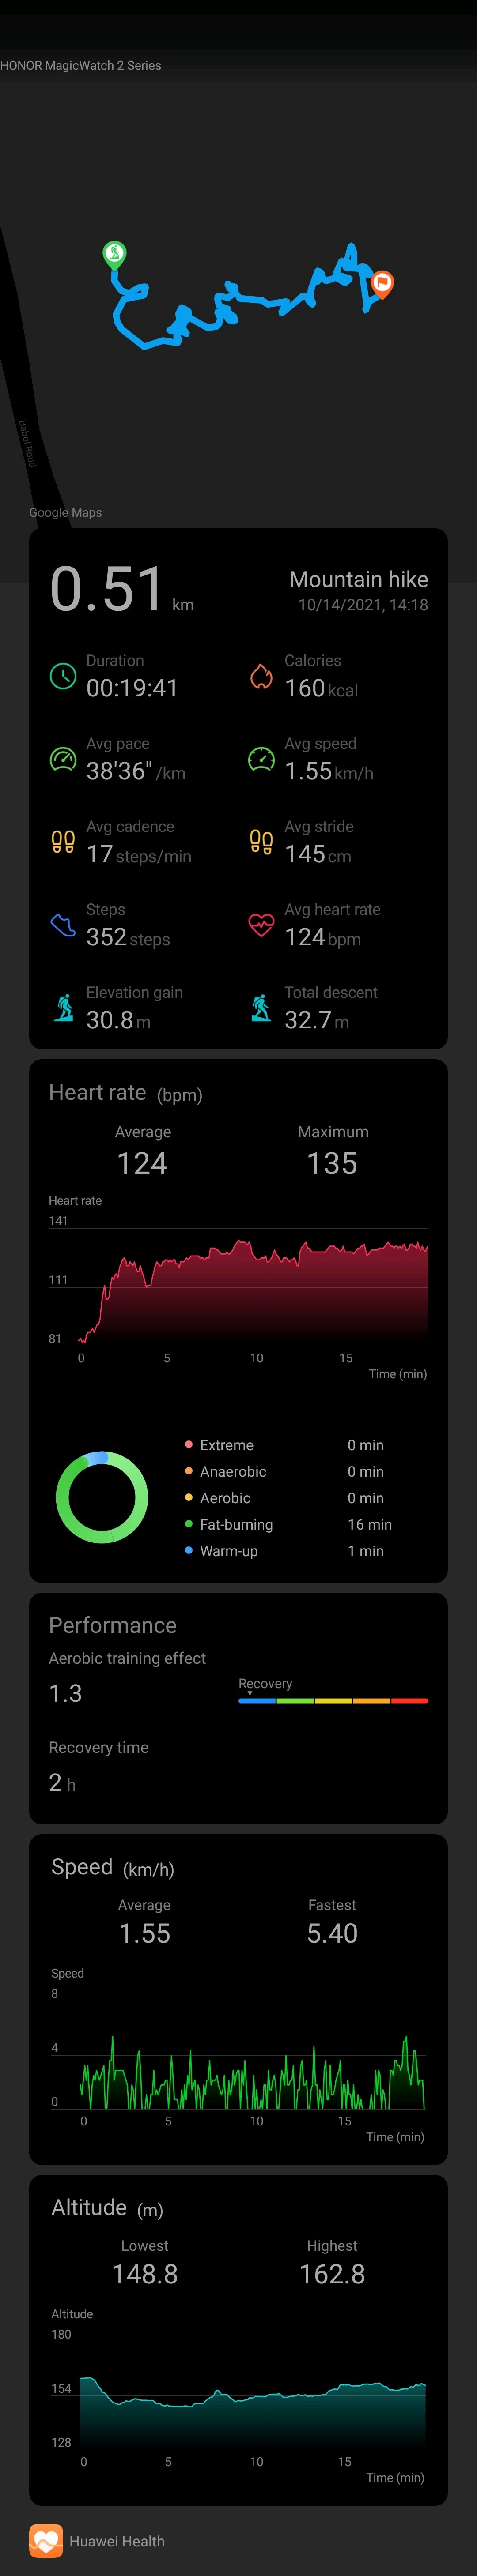 HONOR MagicWatch 2 Series
Babol Roud
Google Maps
0.51 km
Mountain hike
10/14/2021, 14:18
Duration
00:19:41
Calories
160 kcal
Avg pace
38'36" /km
Avg speed
1.55 km/h
Avg cadence
17 steps/min
Avg stride
145 cm
Steps
352 steps
Avg heart rate
124 bpm
Elevation gain
30.8 m
Total descent
32.7 m
Heart rate (bpm)
Average Maximum
124 135
Heart rate
141
111
81
0 5 10 15
Time (min)
Extreme 0 min
Anaerobic 0 min
Aerobic 0 min
Fat-burning 16 min
Warm-up 1 min
Performance
Aerobic training effect
1.3
Recovery
Recovery time
2 h
Speed (km/h)
Average Fastest
1.55 5.40
Speed
8
4
0
0 5 10 15
Time (min)
Altitude (m)
Lowest Highest
148.8 162.8
Altitude
180
154
128
0 5 10 15
Time (min)
Huawei Health